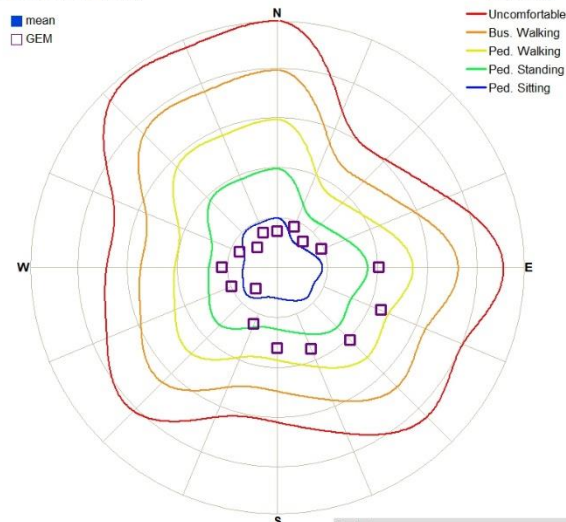 mean
GEM
N
Uncomfortable
Bus. Walking
Ped. Walking
Ped. Standing
Ped. Sitting
W
E
S